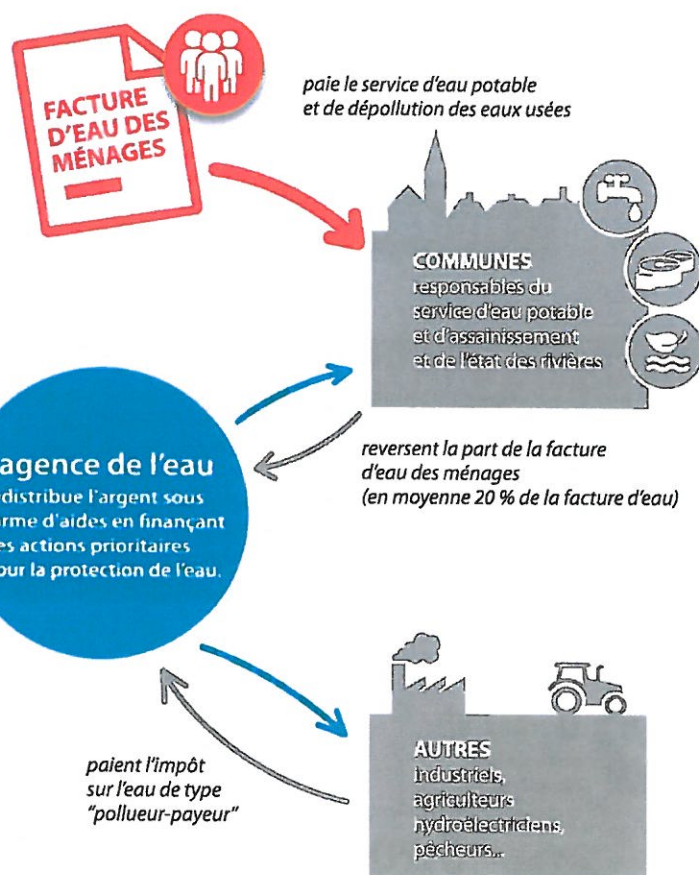 FACTURE
D'EAU DES
MÉNAGES
paie le service d'eau potable
et de dépollution des eaux usées
COMMUNES
responsables du
service d'eau potable
et d'assainissement
et de l'état des rivières
agence de l'eau
distribue l'argent sous
rme d'aides en finançant
es actions prioritaires
our la protection de l'eau.
reversent la part de la facture
d'eau des ménages
(en moyenne 20 % de la facture d'eau)
paient l'impôt
sur l'eau de type
"pollueur-payeur"
AUTRES
industriels,
agriculteurs
hydroélectriciens,
pêcheurs...